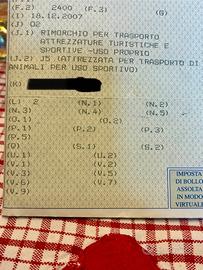 (F.2) 2400 (F.3) (G)
(I) 18.12.2007
(J) O2
(J.1) RIMORCHIO PER TRASPORTO
ATTREZZATURE TURISTICHE E
SPORTIVE -USO PROPRIO
(J.2) J5 (ATTREZZATA PER TRASPORTO DI
ANIMALI PER USO SPORTIVO)
(K)
(L) 2 (N.1) (N.2)
(N.3) (N.4) (N.5)
(O.1) (O.2)
(P.1) (P.2) (P.3)
(P.5)
(Q) (S.1) (S.2)
(U.1) (U.2)
(V.1) (V.2)
(V.3) (V.5)
(V.6) (V.7)
(V.9)
IMPOSTA
DI BOLLO
ASSOLTA
IN MODO
VIRTUALE